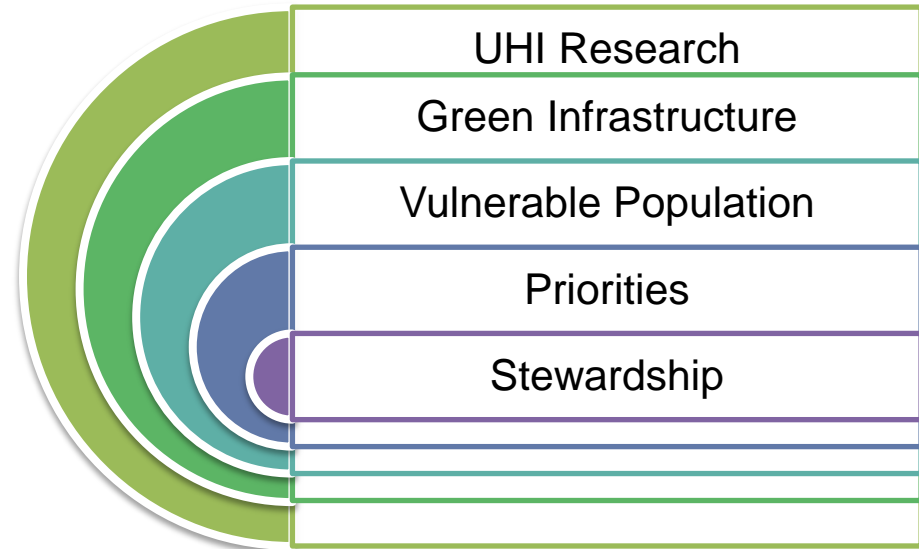 UHI Research
Green Infrastructure
Vulnerable Population
Priorities
Stewardship